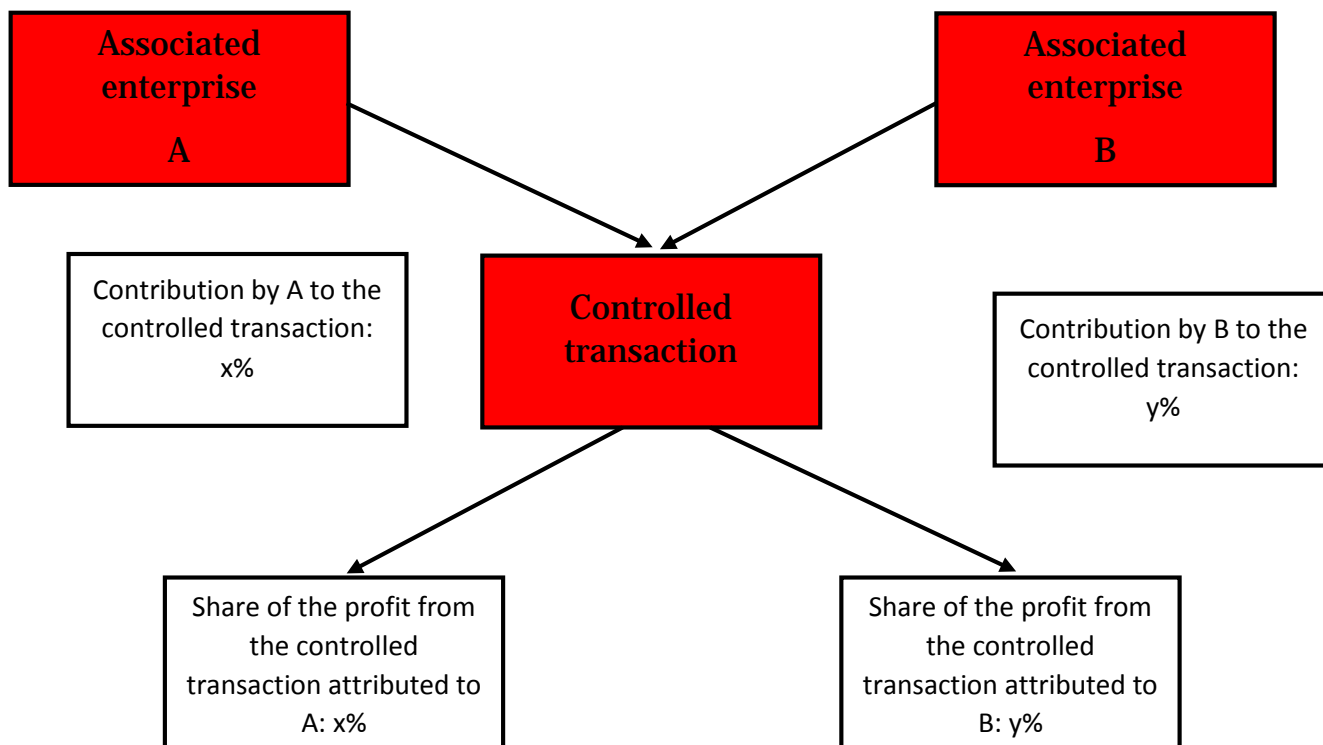 Associated
enterprise
A
Associated
enterprise
B
Contribution by A to the
controlled transaction:
x%
Controlled
transaction
Contribution by B to the
controlled transaction:
y%
Share of the profit from
the controlled
transaction attributed to
A: x%
Share of the profit from
the controlled
transaction attributed to
B: y%